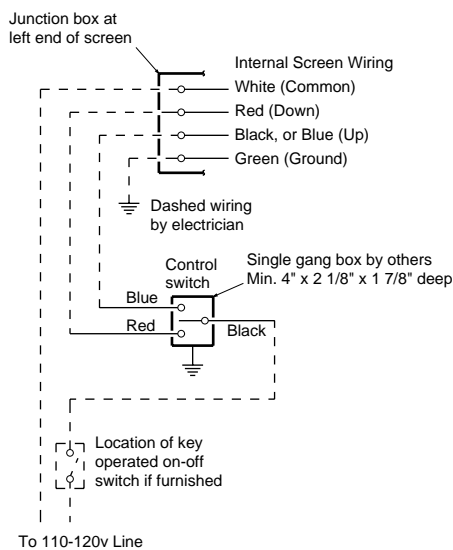 Junction box at
left end of screen
Internal Screen Wiring
White (Common)
Red (Down)
Black, or Blue (Up)
Green (Ground)
Dashed wiring
by electrician
Control
switch
Single gang box by others
Min. 4" x 2 1/8" x 1 7/8" deep
Blue
Red
Black
Location of key
operated on-off
switch if furnished
To 110-120v Line